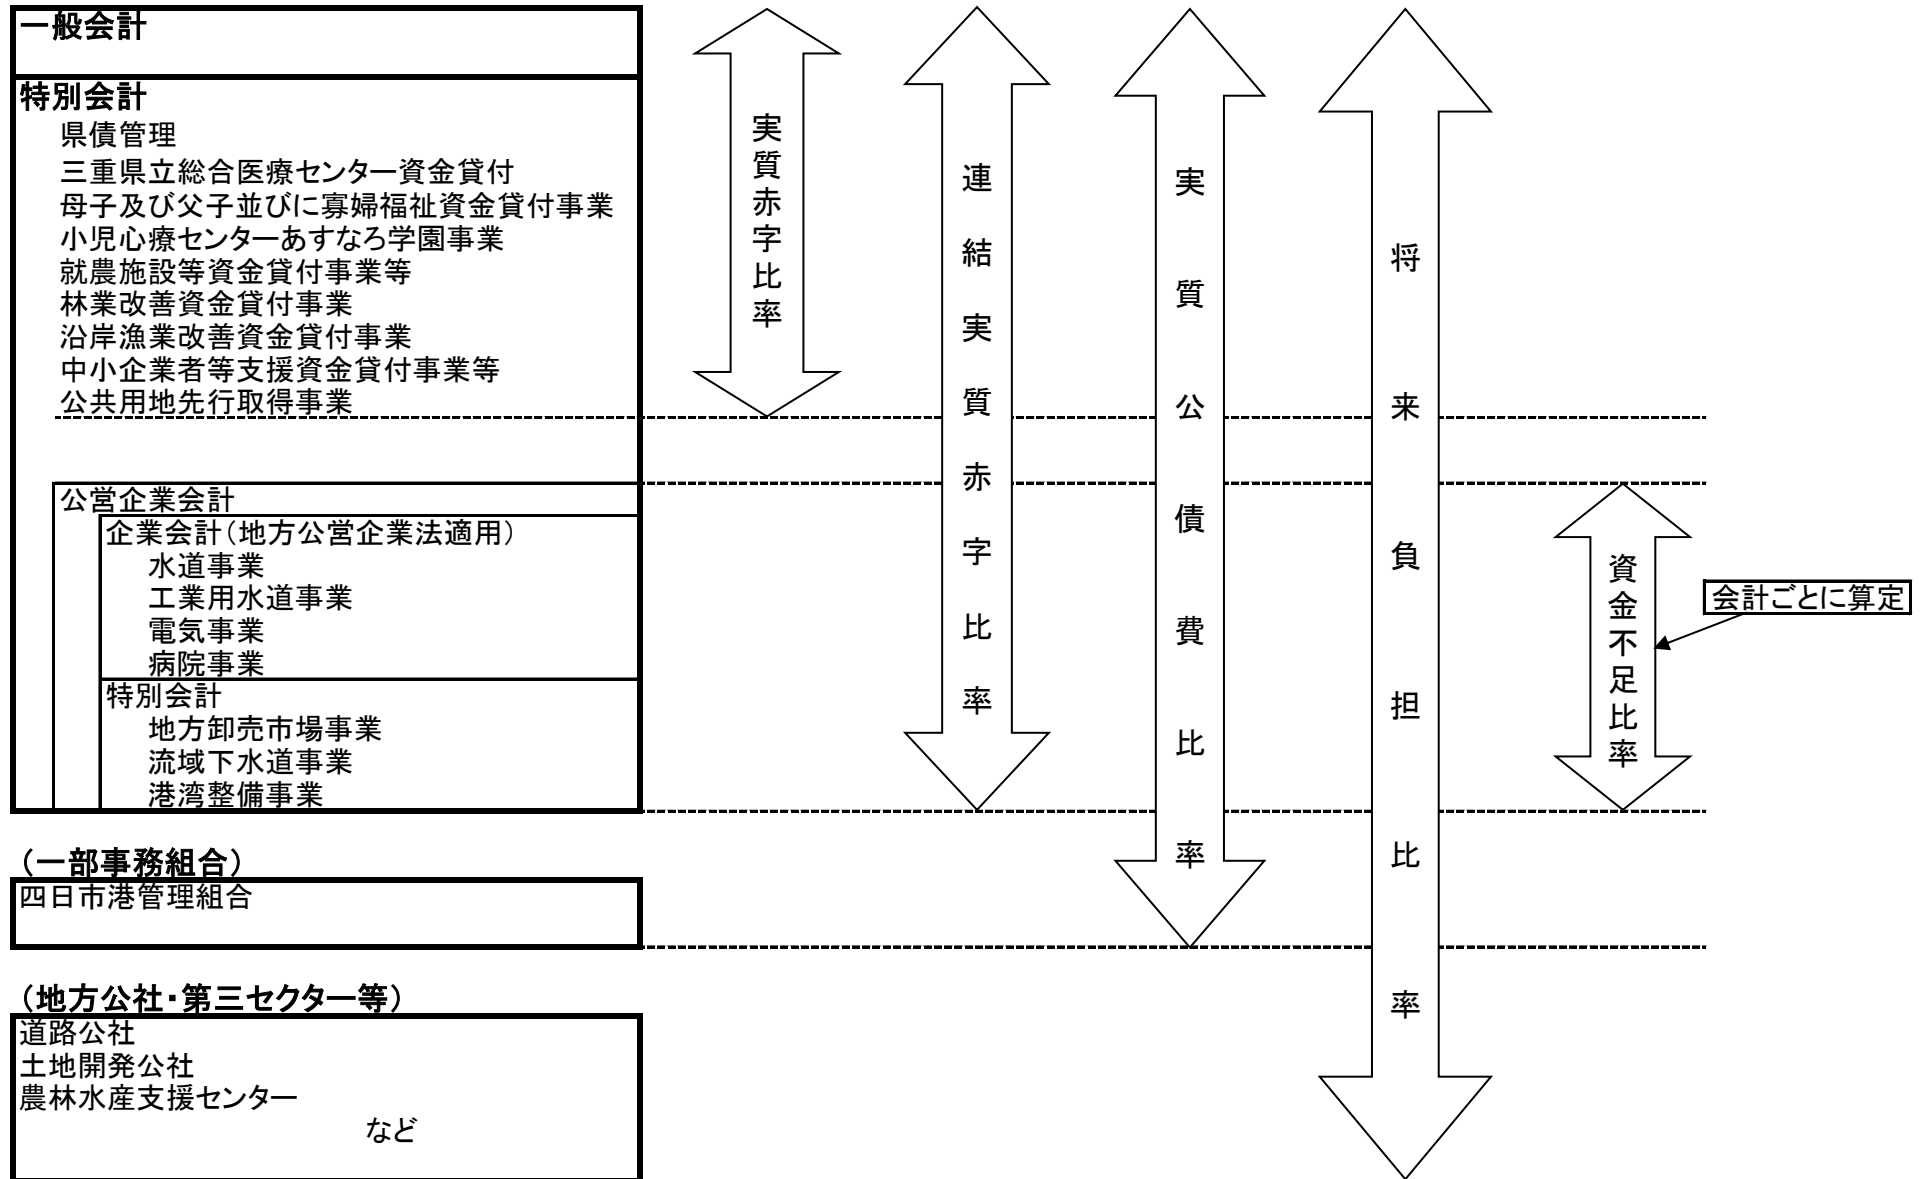 一般会計
特別会計
県債管理
三重県立総合医療センター資金貸付
母子及び父子並びに寡婦福祉資金貸付事業
小児心療センターあすなろ学園事業
就農施設等資金貸付事業等
林業改善資金貸付事業
沿岸漁業改善資金貸付事業
中小企業者等支援資金貸付事業等
公共用地先行取得事業
公営企業会計
企業会計（地方公営企業法適用）
水道事業
工業用水道事業
電気事業
病院事業
特別会計
地方卸売市場事業
流域下水道事業
港湾整備事業
（一部事務組合）
四日市港管理組合
（地方公社・第三セクター等）
道路公社
土地開発公社
農林水産支援センター
など
実質赤字比率
連結実質赤字比率
実質公債費比率
将来負担比率
資金不足比率
会計ごとに算定